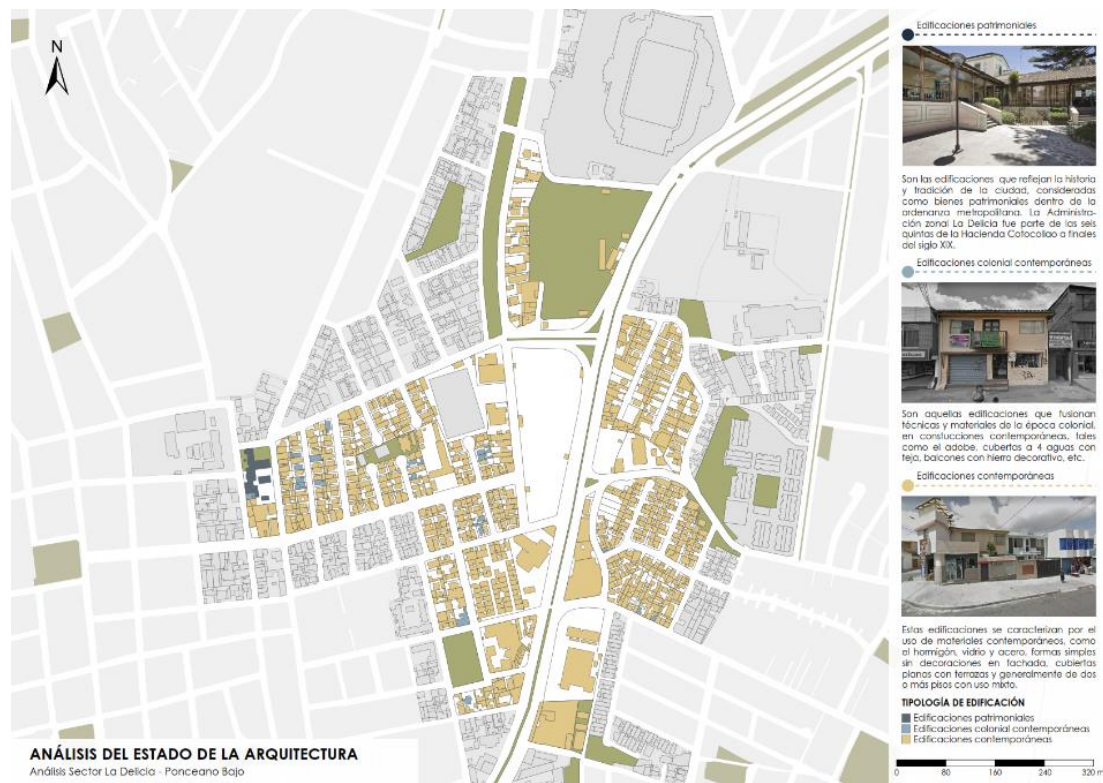 N
Edificaciones patrimoniales
Son las edificaciones que reflejan la historia
y tradición de la ciudad, consideradas
como bienes patrimoniales dentro de la
ordenanza metropolitana. La Administra-
ción zonal La Delicia fue parte de las seis
quintas de la Hacienda Cotocollao a finales
del siglo XIX.
Edificaciones colonial contemporáneas
Son aquellas edificaciones que fusionan
técnicas y materiales de la época colonial,
en constucciones contemporáneas, tales
como el adobe, cubertas a 4 aguas con
teja, balcones con hierro decorativo, etc.
Edificaciones contemporáneas
Estas edificaciones se caracterizan por el
uso de materiales contemporáneos, como
el hormigón, vidrio y acero, formas simples
sin decoraciones en fachada, cubiertas
planos con terrazas y generalmente de dos
o más pisos con uso mixto.
TIPOLOGÍA DE EDIFICACIÓN
Edificaciones patrimoniales
Edificaciones colonial contemporáneas
Edificaciones contemporáneas
0 80 160 240 320 m
ANÁLISIS DEL ESTADO DE LA ARQUITECTURA
Análisis Sector La Delicia - Ponceano Bajo